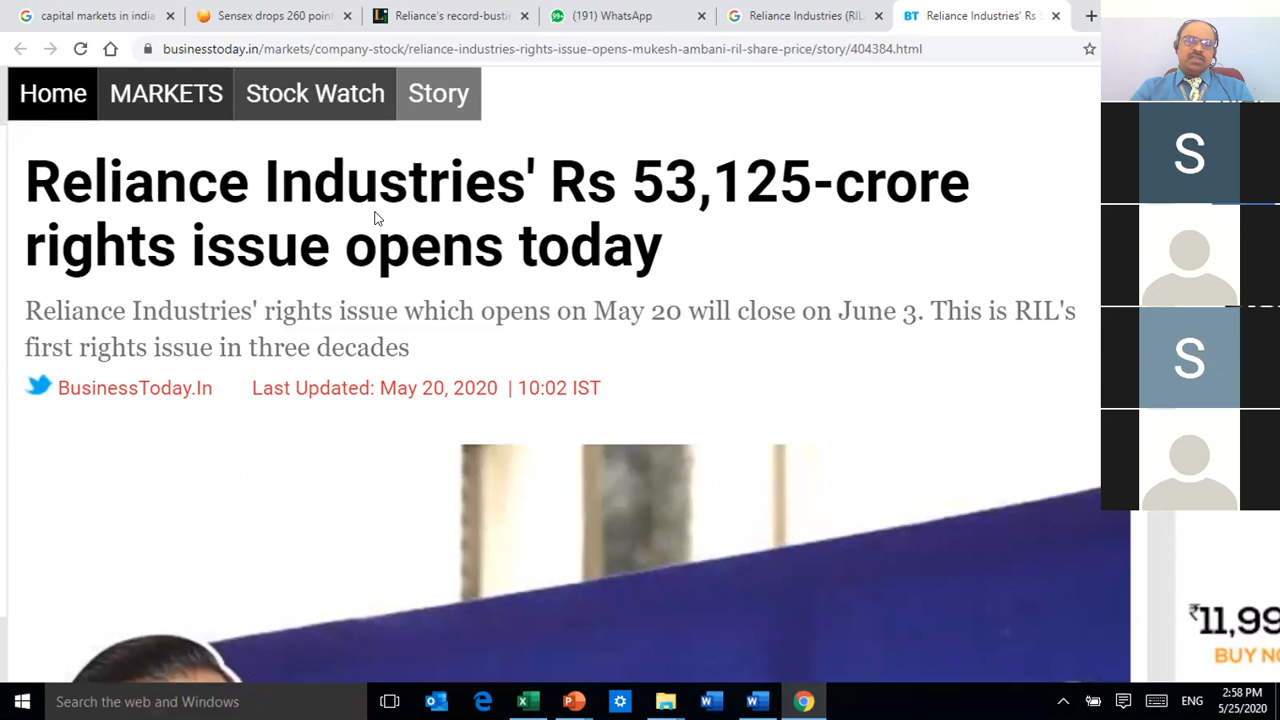 capital markets in india
Sensex drops 260 point
Reliance's record-busti
(191) WhatsApp
Reliance Industries (RIL
BT Reliance Industries' Rs 5
businesstoday.in/markets/company-stock/reliance-industries-rights-issue-opens-mukesh-ambani-ril-share-price/story/404384.html
Home MARKETS Stock Watch Story
Reliance Industries' Rs 53,125-crore
rights issue opens today
Reliance Industries' rights issue which opens on May 20 will close on June 3. This is RIL's
first rights issue in three decades
BusinessToday.In Last Updated: May 20, 2020 | 10:02 IST
S
S
₹11,99
BUY NO
Search the web and Windows
ENG
2:58 PM
5/25/2020